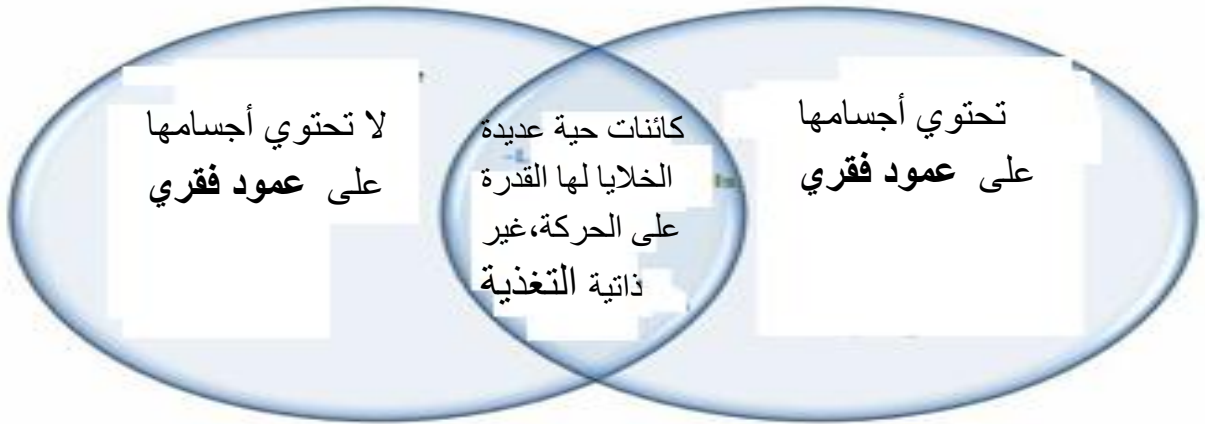 تحتوي أجسامها
على عمود فقري
كائنات حية عديدة
الخلايا لها القدرة
على الحركة،غير
ذاتية التغذية
لا تحتوي أجسامها
على عمود فقري